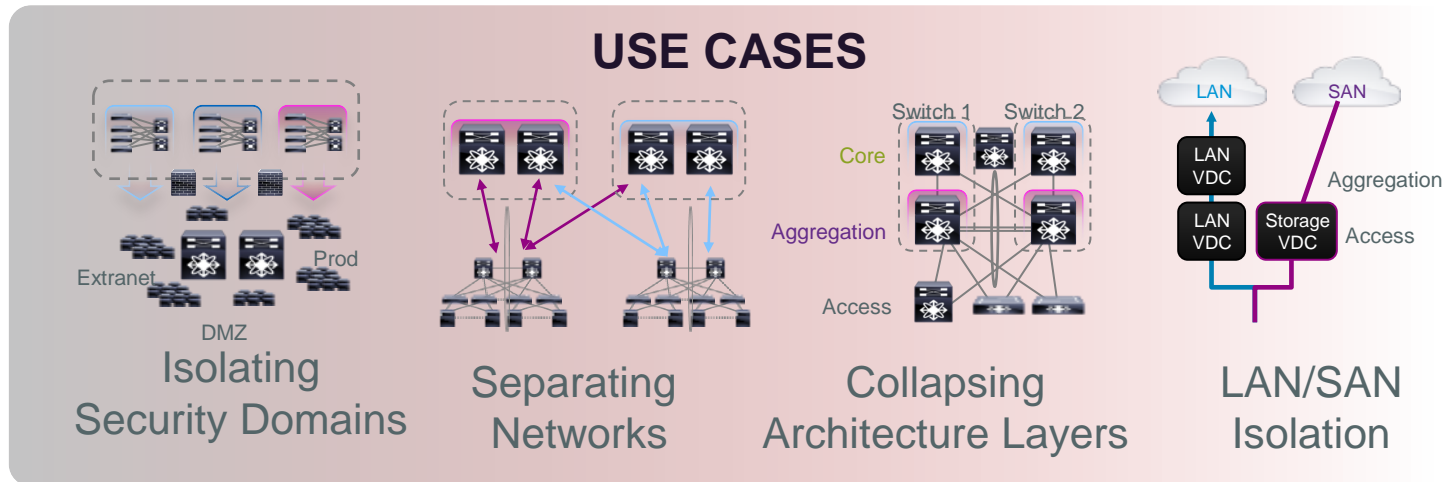 USE CASES
Extranet
Prod
DMZ
Isolating
Security Domains
Separating
Networks
Switch 1
Switch 2
Core
Aggregation
Access
Collapsing
Architecture Layers
LAN
SAN
LAN
VDC
Aggregation
LAN
VDC
Storage
VDC
Access
LAN/SAN
Isolation